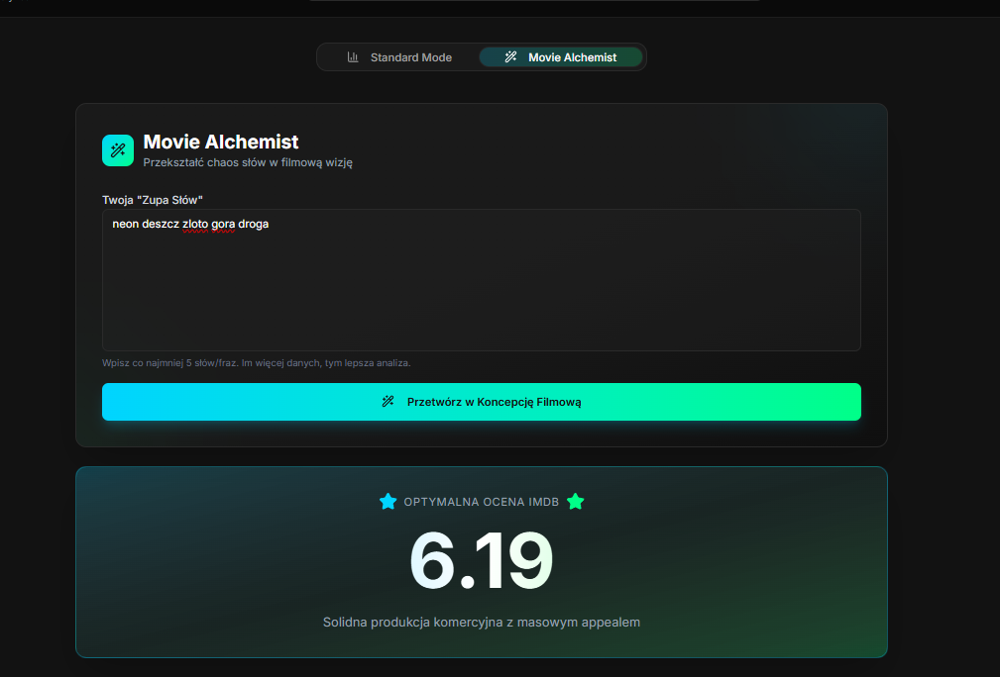 Standard Mode
Movie Alchemist
Movie Alchemist
Przekształć chaos słów w filmową wizję
Twoja "Zupa Słów"
neon deszcz zloto gora droga
Wpisz co najmniej 5 słów/fraz. Im więcej danych, tym lepsza analiza.
Przetwórz w Koncepcję Filmową
OPTYMALNA OCENA IMDB
6.19
Solidna produkcja komercyjna z masowym appealem